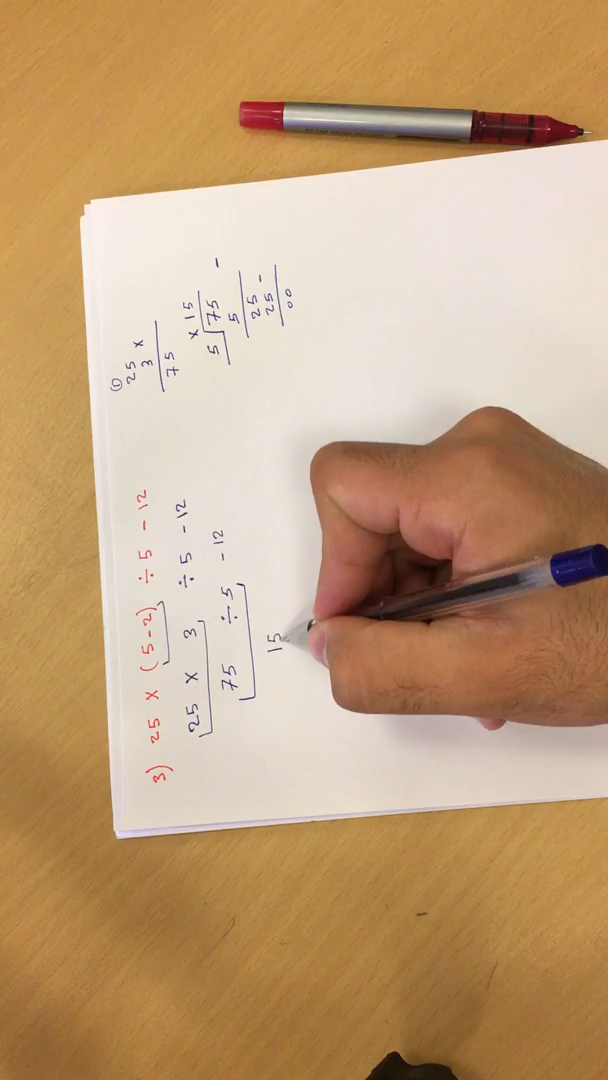 3) 25 x (5-2) ÷ 5 - 12
25 x 3 ÷ 5 - 12
75 ÷ 5 - 12
15
(1)
25 x
3
75
x 15
5 75 -
5
25 -
25
00